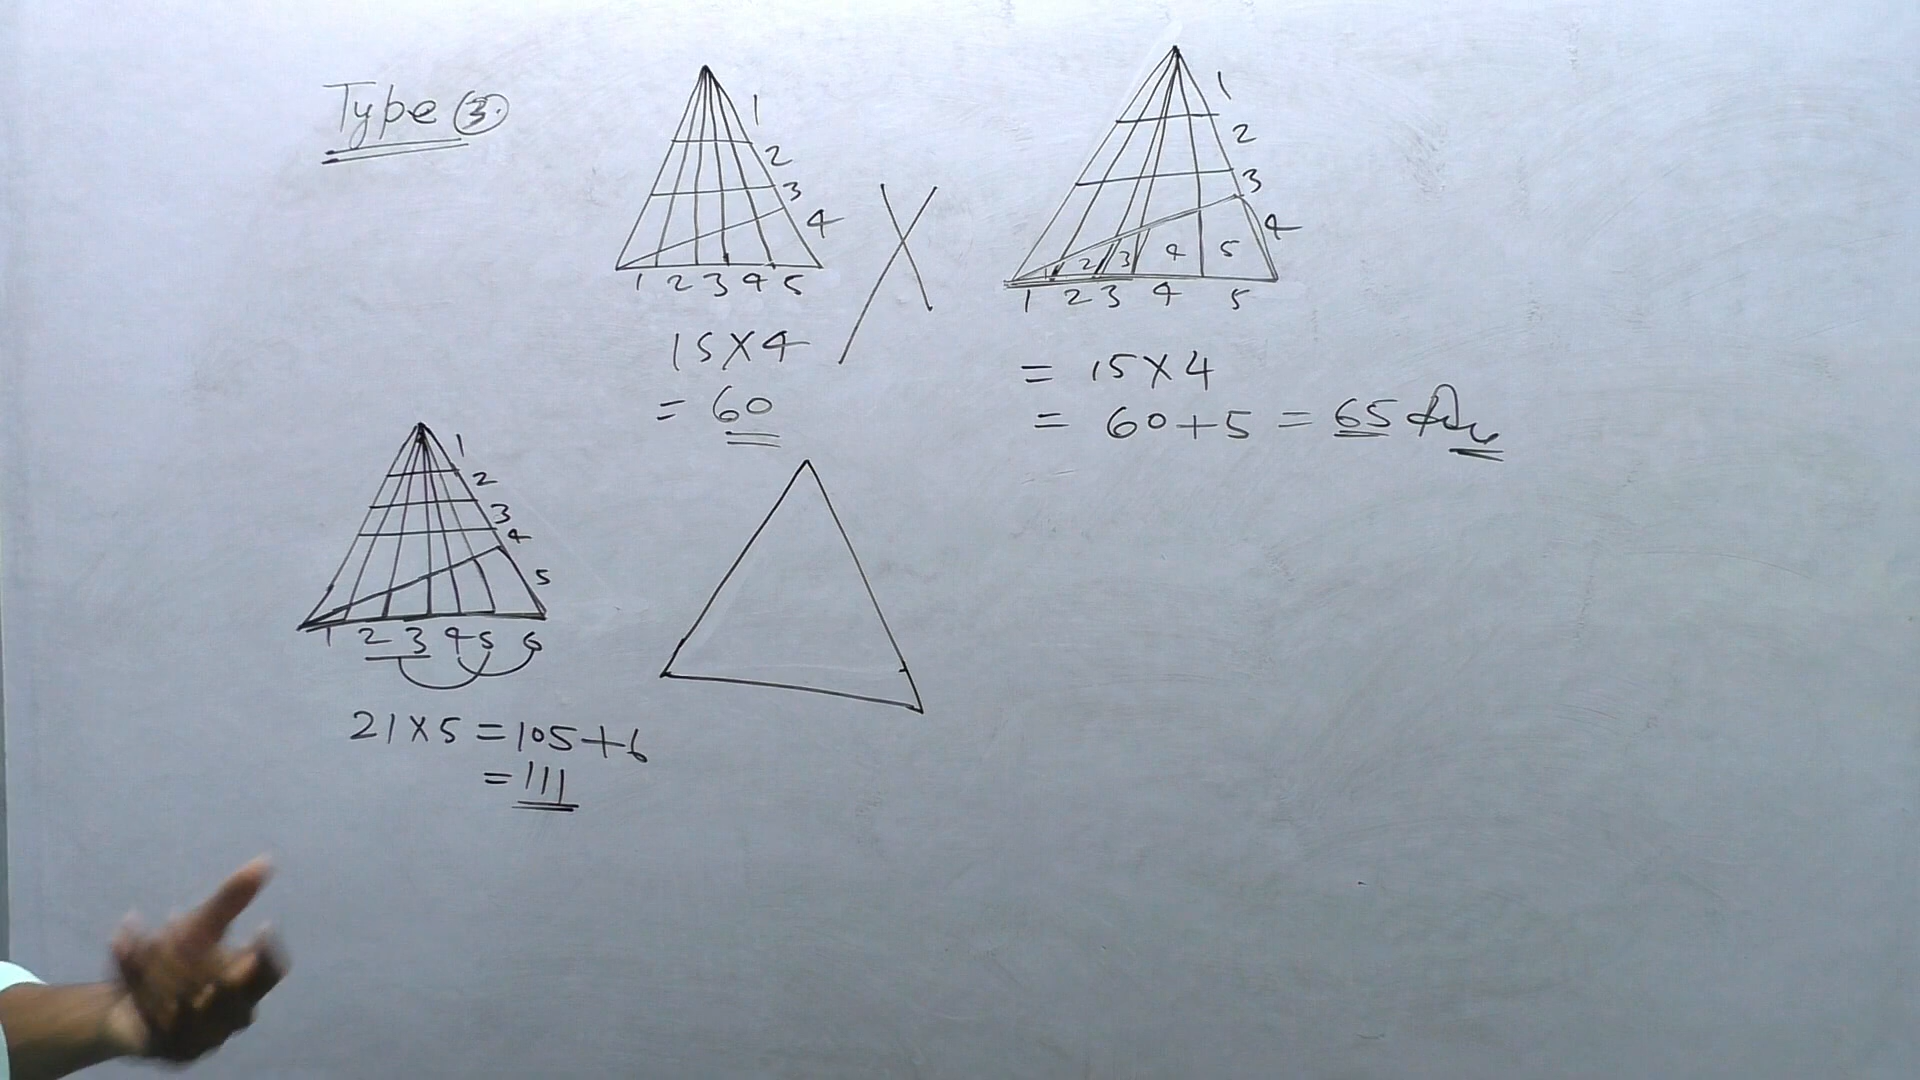 Type 3.
1
2
3
4
1 2 3 4 5
15 X 4
= 60
1
2
3
4
1 2 3 4 5
1 2 3 4 5
= 15 X 4
= 60 + 5 = 65
1
2
3
4
5
1 2 3 4 5 6
21 X 5 = 105 + 6
= 111